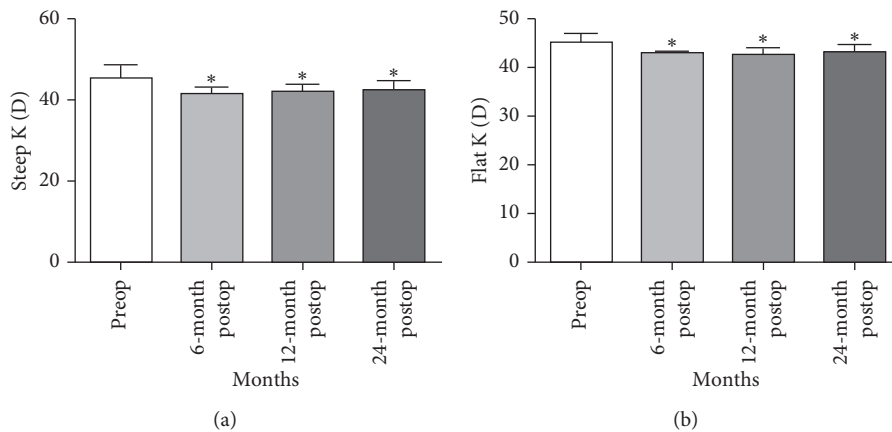 60
40
20
0
Steep K (D)
*
*
*
Preop
6-month
postop
12-month
postop
24-month
postop
Months
(a)
50
40
30
20
10
0
Flat K (D)
*
*
*
Preop
6-month
postop
12-month
postop
24-month
postop
Months
(b)